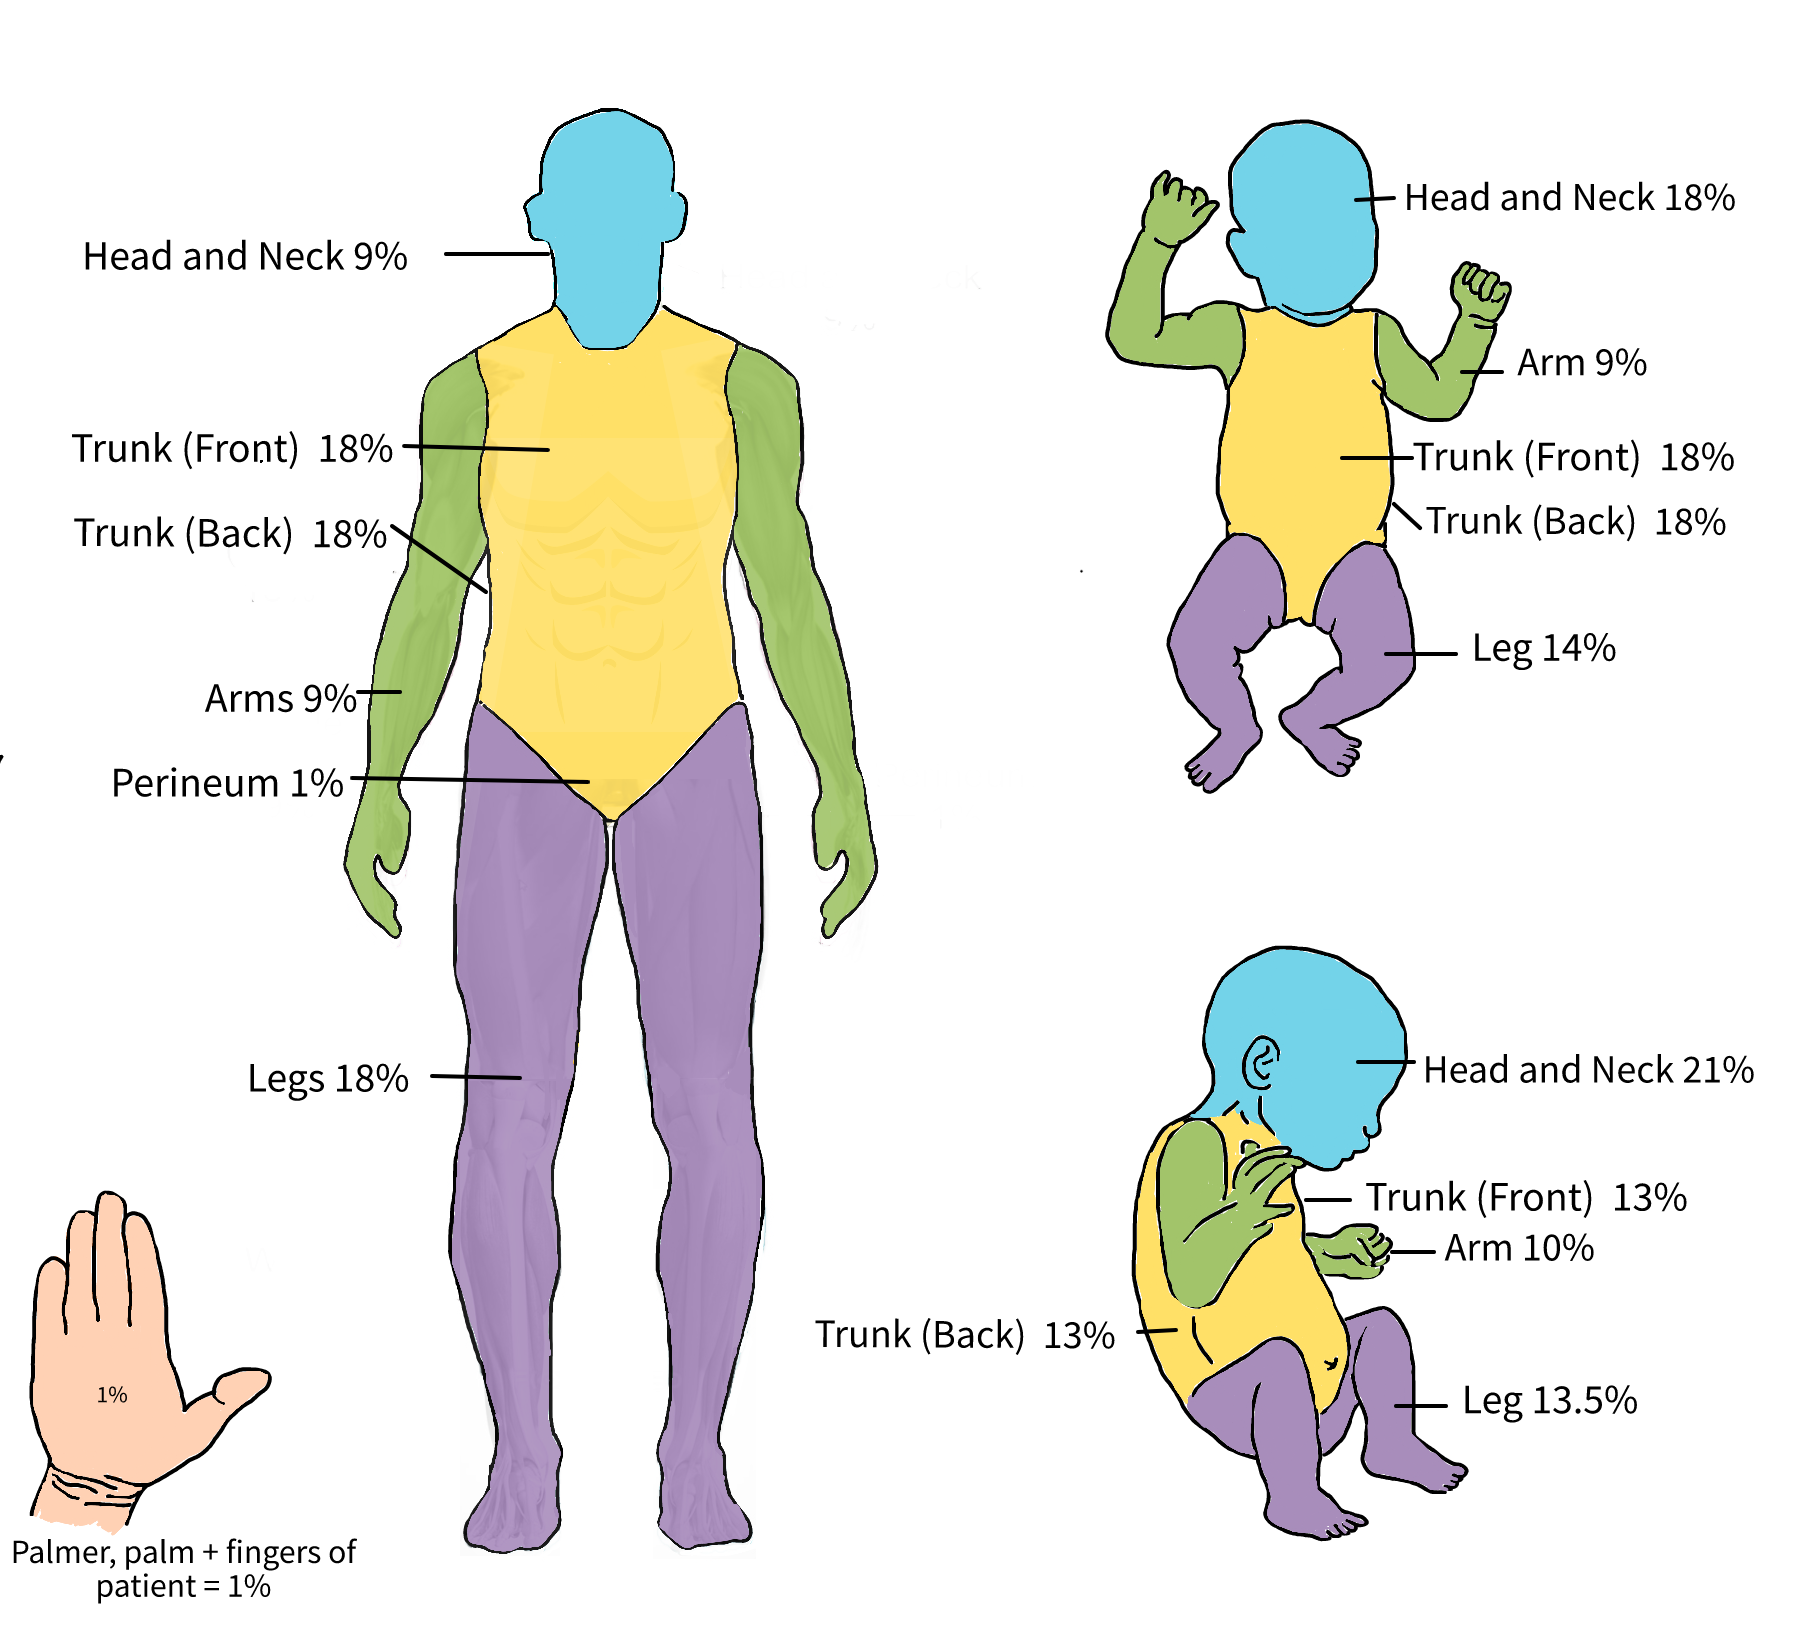 Head and Neck 9%
Trunk (Front) 18%
Trunk (Back) 18%
Arms 9%
Perineum 1%
Legs 18%
1%
Palmer, palm + fingers of
patient = 1%
Head and Neck 18%
Arm 9%
Trunk (Front) 18%
Trunk (Back) 18%
Leg 14%
Head and Neck 21%
Trunk (Front) 13%
Arm 10%
Trunk (Back) 13%
Leg 13.5%